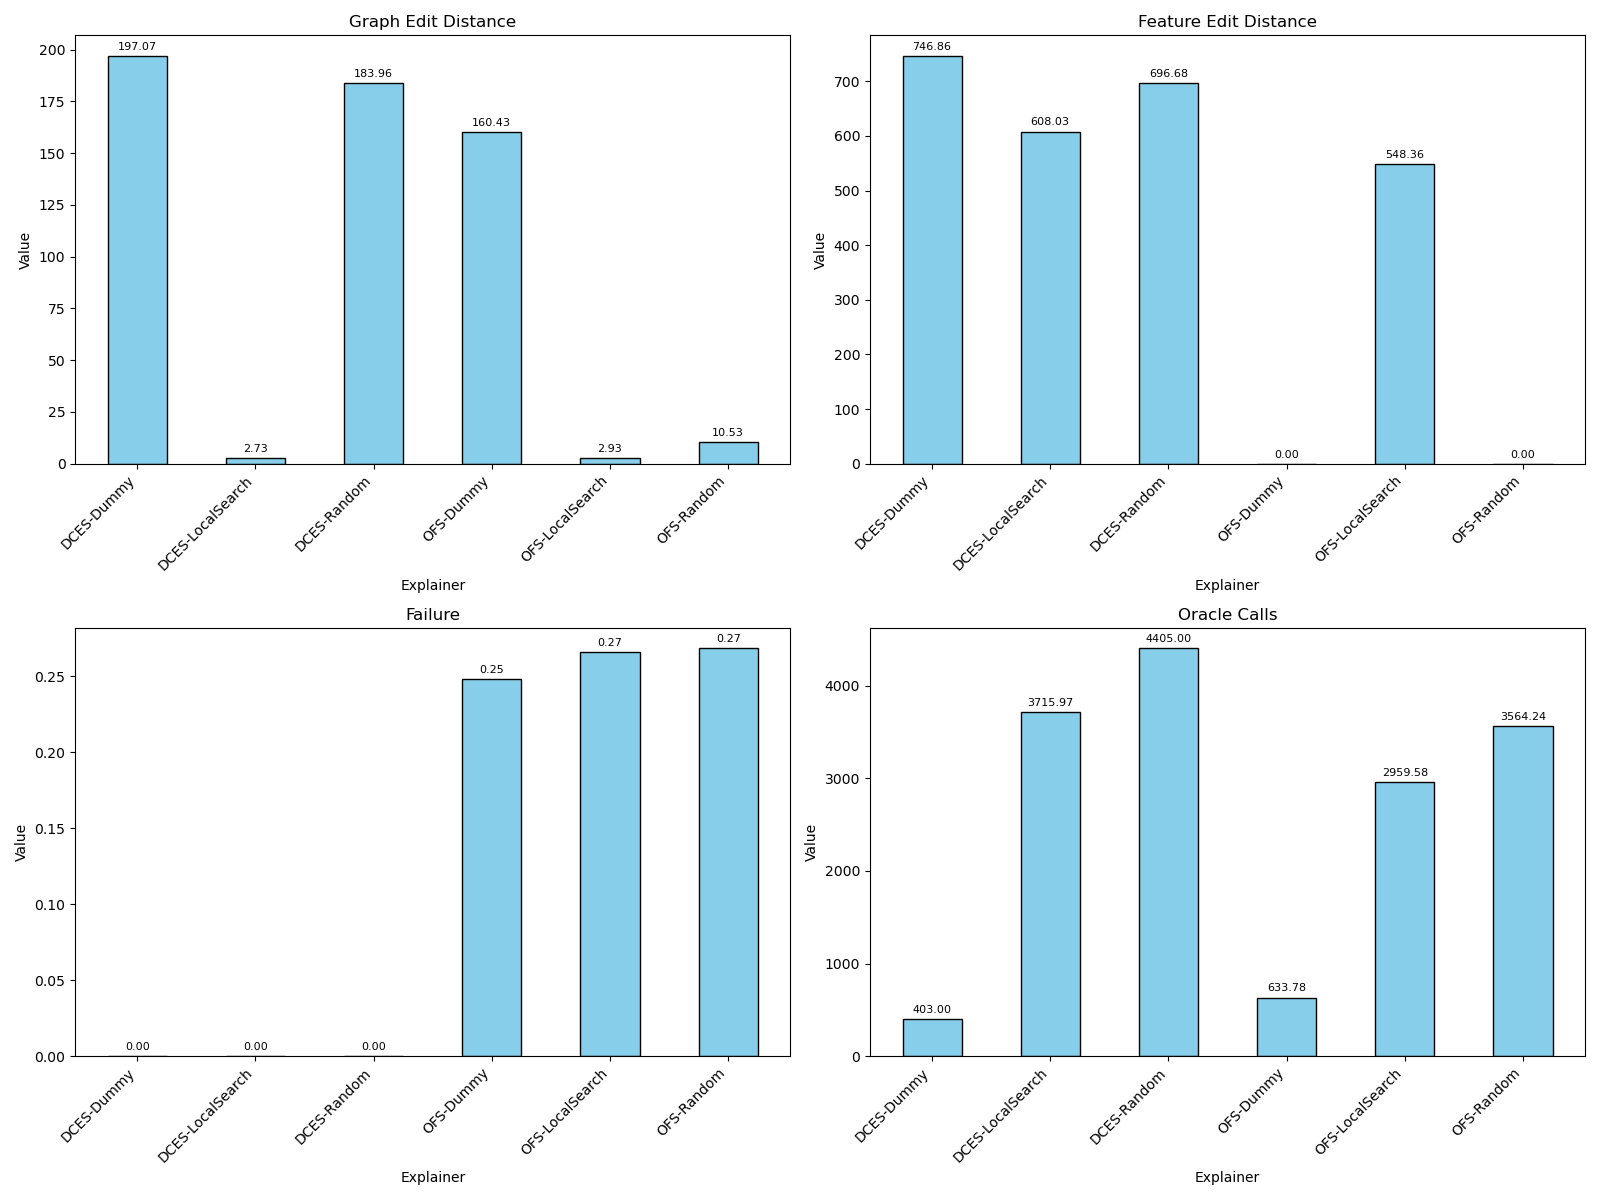 Graph Edit Distance
Value
200
175
150
125
100
75
50
25
0
197.07
2.73
183.96
160.43
2.93
10.53
DCES-Dummy
DCES-LocalSearch
DCES-Random
OFS-Dummy
OFS-LocalSearch
OFS-Random
Explainer
Feature Edit Distance
Value
700
600
500
400
300
200
100
0
746.86
608.03
696.68
0.00
548.36
0.00
DCES-Dummy
DCES-LocalSearch
DCES-Random
OFS-Dummy
OFS-LocalSearch
OFS-Random
Explainer
Failure
Value
0.25
0.20
0.15
0.10
0.05
0.00
0.00
0.00
0.00
0.25
0.27
0.27
DCES-Dummy
DCES-LocalSearch
DCES-Random
OFS-Dummy
OFS-LocalSearch
OFS-Random
Explainer
Oracle Calls
Value
4000
3000
2000
1000
0
403.00
3715.97
4405.00
633.78
2959.58
3564.24
DCES-Dummy
DCES-LocalSearch
DCES-Random
OFS-Dummy
OFS-LocalSearch
OFS-Random
Explainer